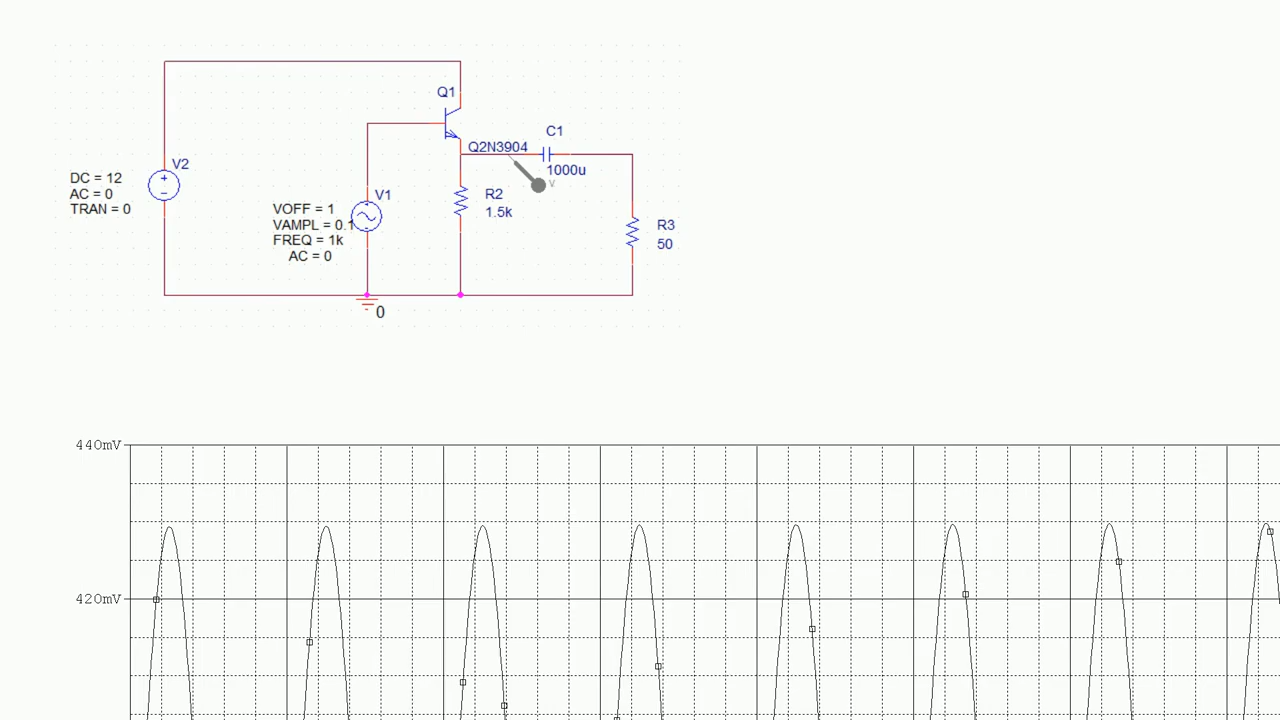 Q1
Q2N3904
C1
1000u
V
V2
DC = 12
AC = 0
TRAN = 0
V1
VOFF = 1
VAMPL = 0.1
FREQ = 1k
AC = 0
R2
1.5k
R3
50
0
440mV
420mV